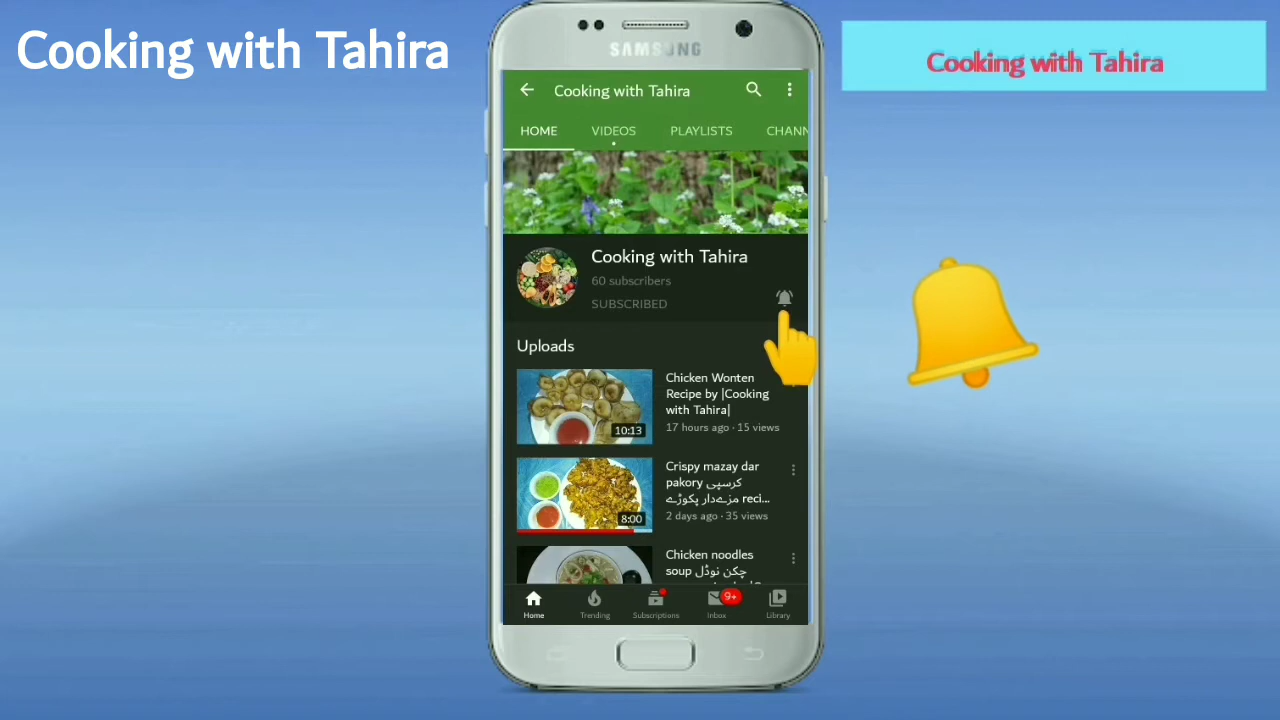 Cooking with Tahira
Cooking with Tahira
SAMSUNG
Cooking with Tahira
HOME VIDEOS PLAYLISTS CHANN
Cooking with Tahira
60 subscribers
SUBSCRIBED
Uploads
Chicken Wonten
Recipe by |Cooking
with Tahira|
17 hours ago · 15 views
10:13
Crispy mazay dar
pakory کرسپی
مزےدار پکوڑے reci...
2 days ago · 35 views
8:00
Chicken noodles
soup چکن نوڈل
Home Trending Subscriptions Inbox Library
9+